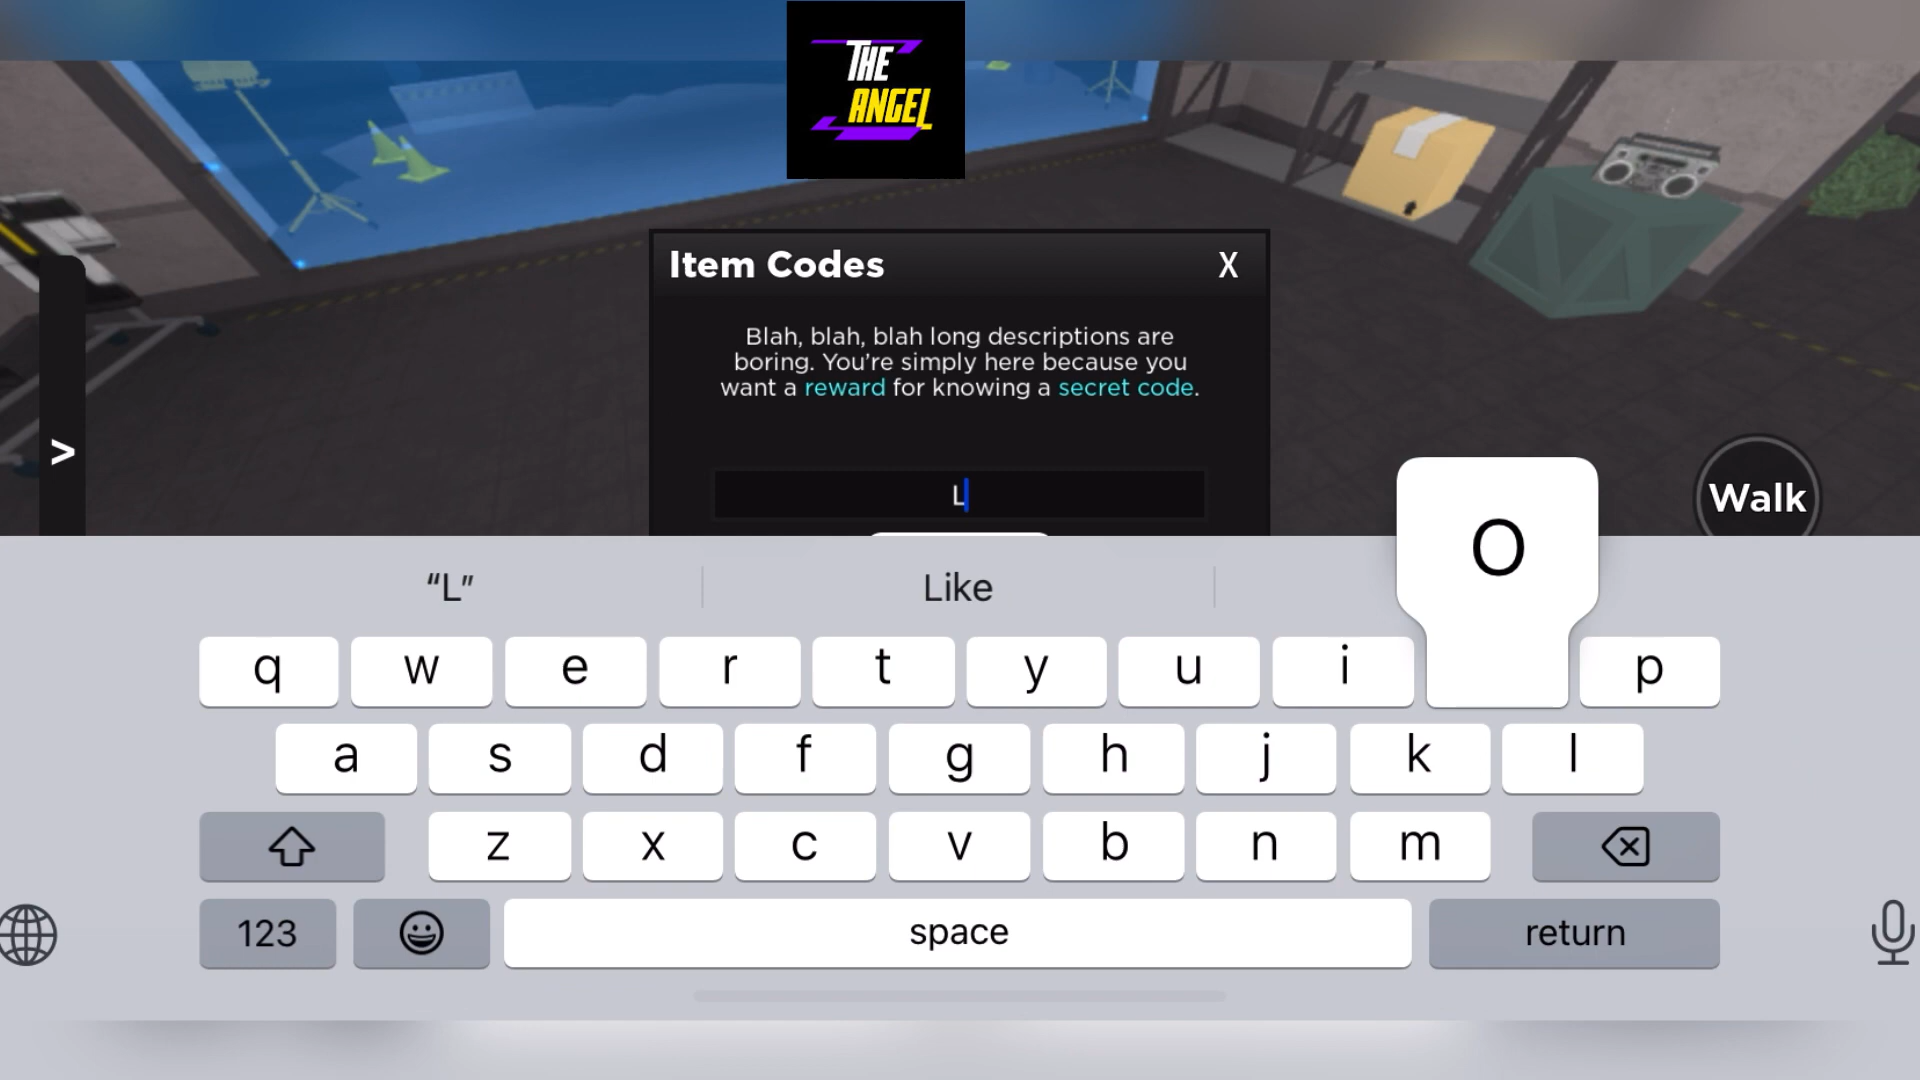 THE
ANGEL
Item Codes X
Blah, blah, blah long descriptions are
boring. You're simply here because you
want a reward for knowing a secret code.
>
L
Walk
“L” Like
O
q w e r t y u i p
a s d f g h j k l
z x c v b n m
123 space return